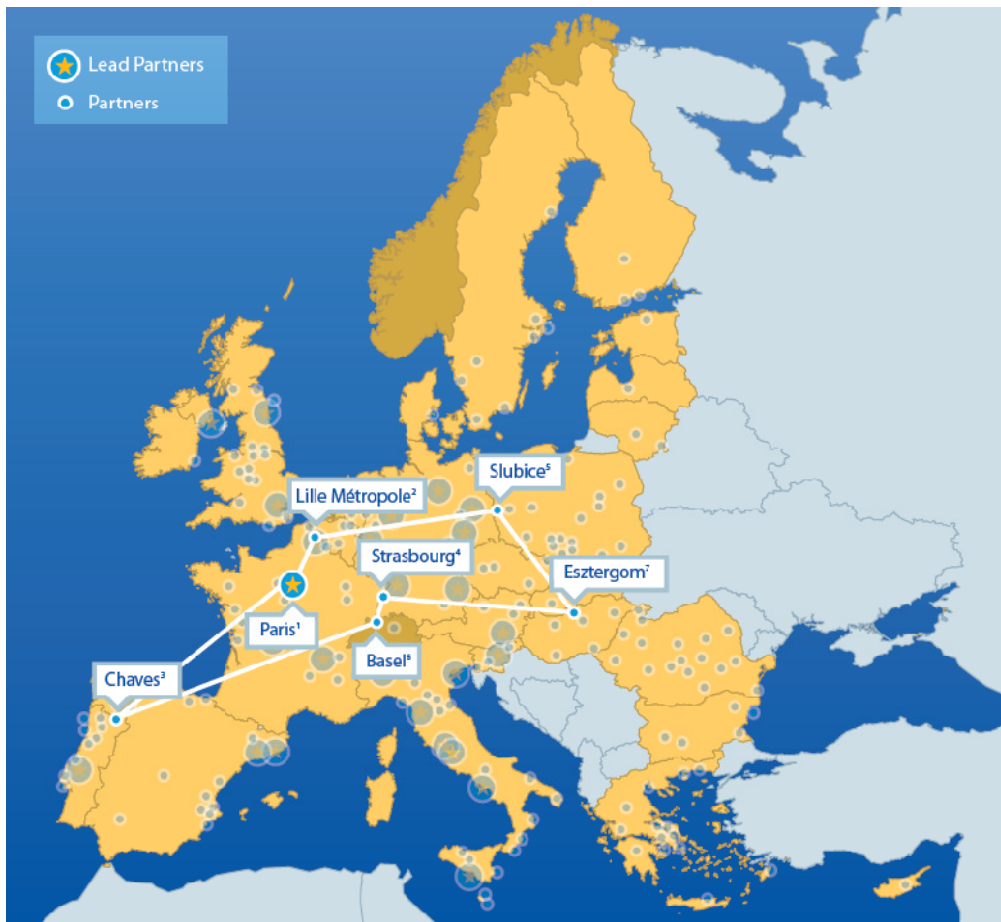 Lead Partners
Partners
Slubice⁵
Lille Métropole²
Strasbourg⁴
Esztergom⁷
Paris¹
Basel⁶
Chaves³